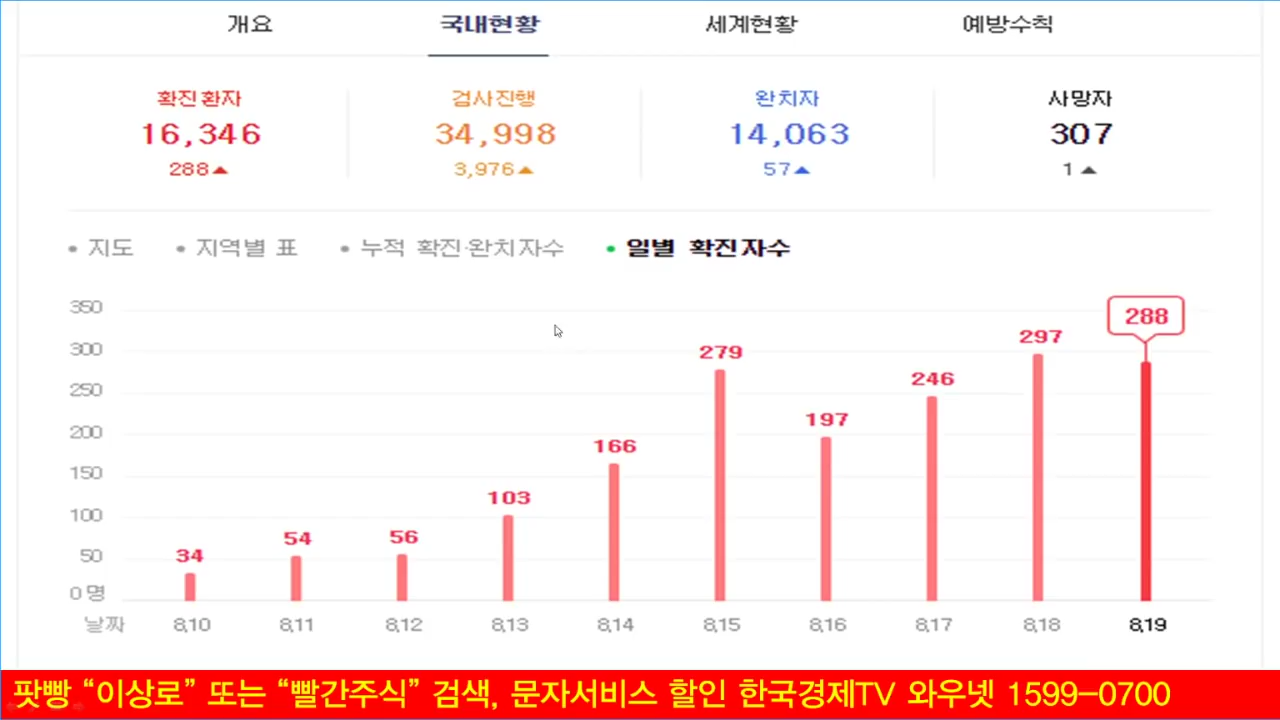 개요 국내현황 세계현황 예방수칙
확진환자 검사진행 완치자 사망자
16,346 34,998 14,063 307
288▲ 3,976▲ 57▲ 1▲
• 지도 • 지역별 표 • 누적 확진·완치자수 • 일별 확진자수
350
300
250
200
150
100
50
0명
34 54 56 103 166 279 197 246 297 288
날짜 8.10 8.11 8.12 8.13 8.14 8.15 8.16 8.17 8.18 8.19
팟빵 “이상로” 또는 “빨간주식” 검색, 문자서비스 할인 한국경제TV 와우넷 1599-0700